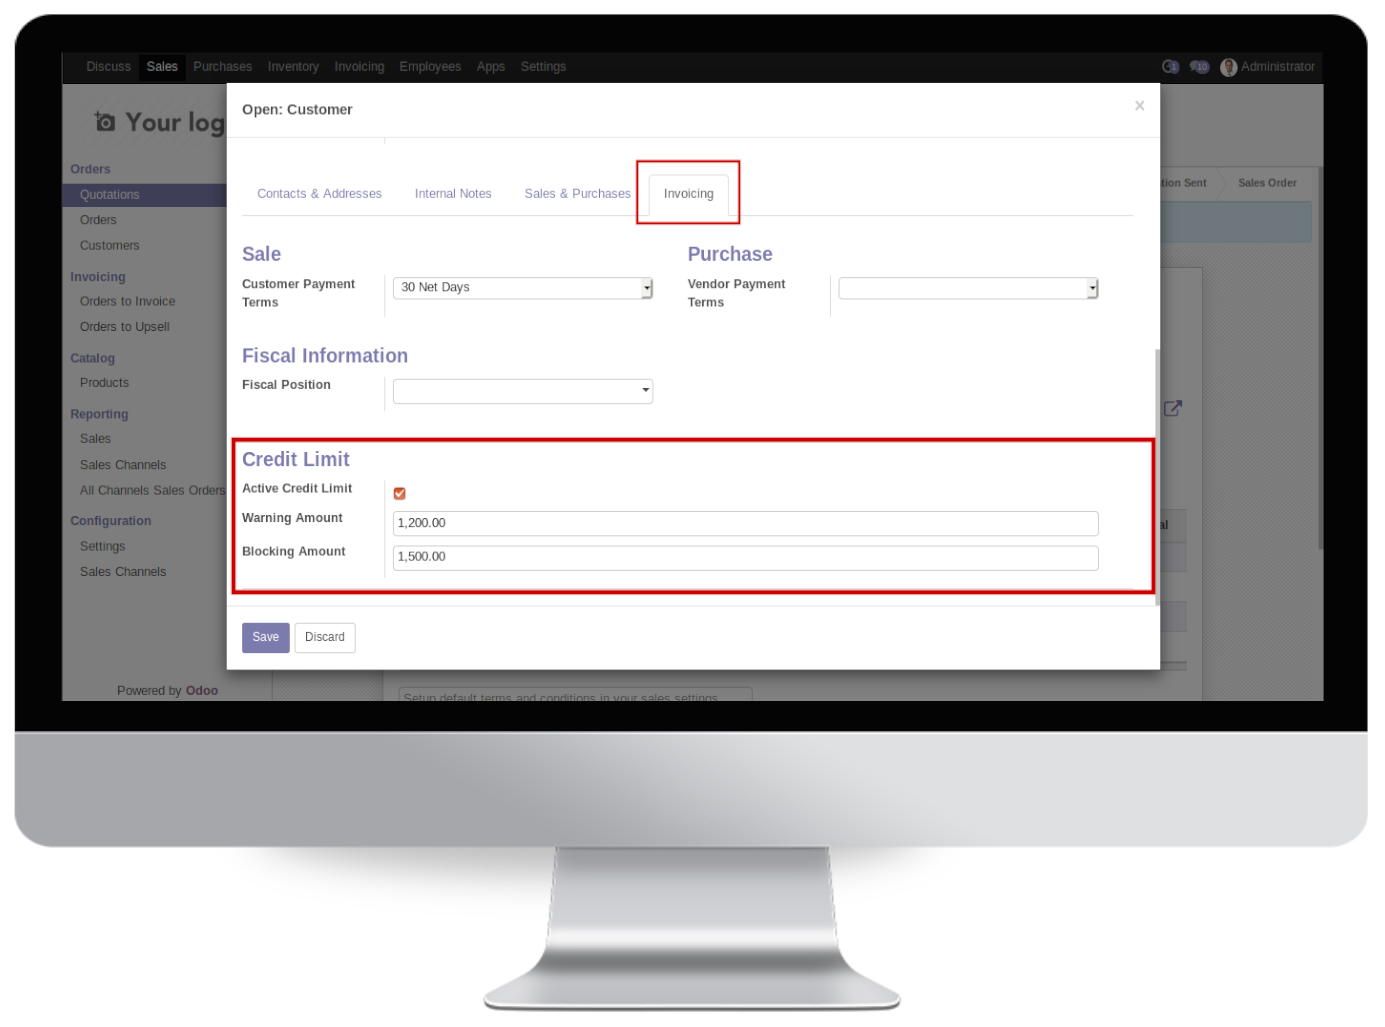 Discuss Sales Purchases Inventory Invoicing Employees Apps Settings 1 10 Administrator
Your log
Open: Customer ×
Orders
Quotations
Orders
Customers
Invoicing
Orders to Invoice
Orders to Upsell
Catalog
Products
Reporting
Sales
Sales Channels
All Channels Sales Orders
Configuration
Settings
Sales Channels
Powered by Odoo
Contacts & Addresses Internal Notes Sales & Purchases Invoicing
tion Sent Sales Order
Sale
Customer Payment
Terms
30 Net Days
Purchase
Vendor Payment
Terms
Fiscal Information
Fiscal Position
Credit Limit
Active Credit Limit
Warning Amount 1,200.00
Blocking Amount 1,500.00
al
Save Discard
Setup default terms and conditions in your sales settings